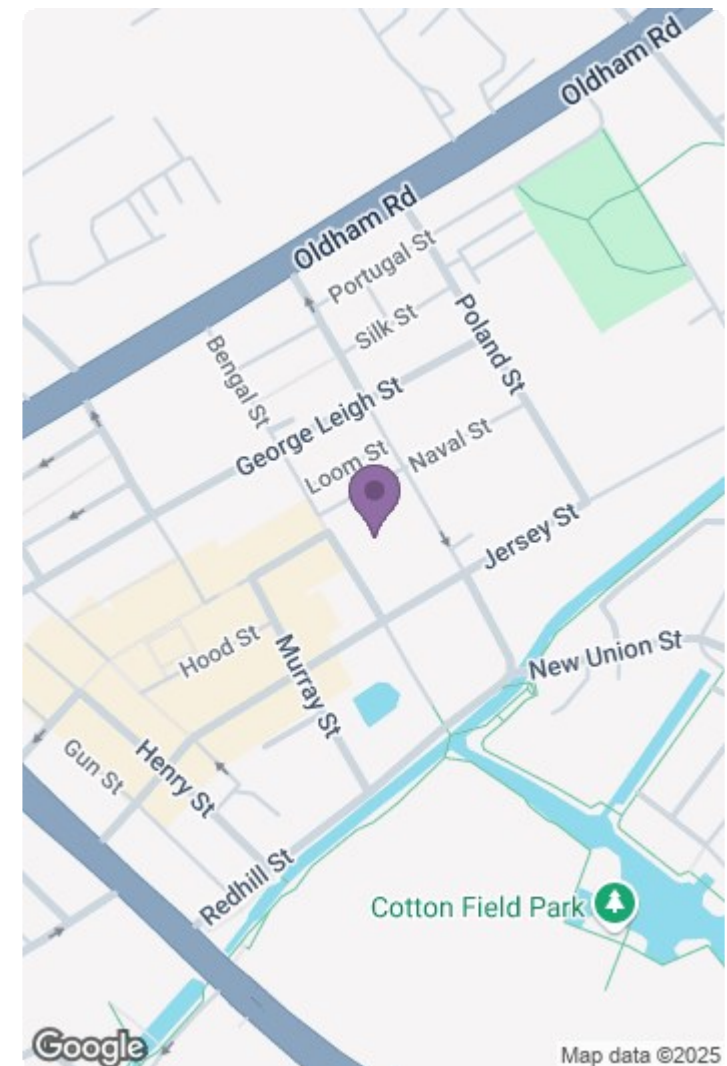 Oldham Rd
Oldham Rd
Portugal St
Silk St
Poland St
Bengal St
George Leigh St
Loom St
Naval St
Jersey St
Hood St
Murray St
New Union St
Gun St
Henry St
Redhill St
Cotton Field Park
Google
Map data ©2025